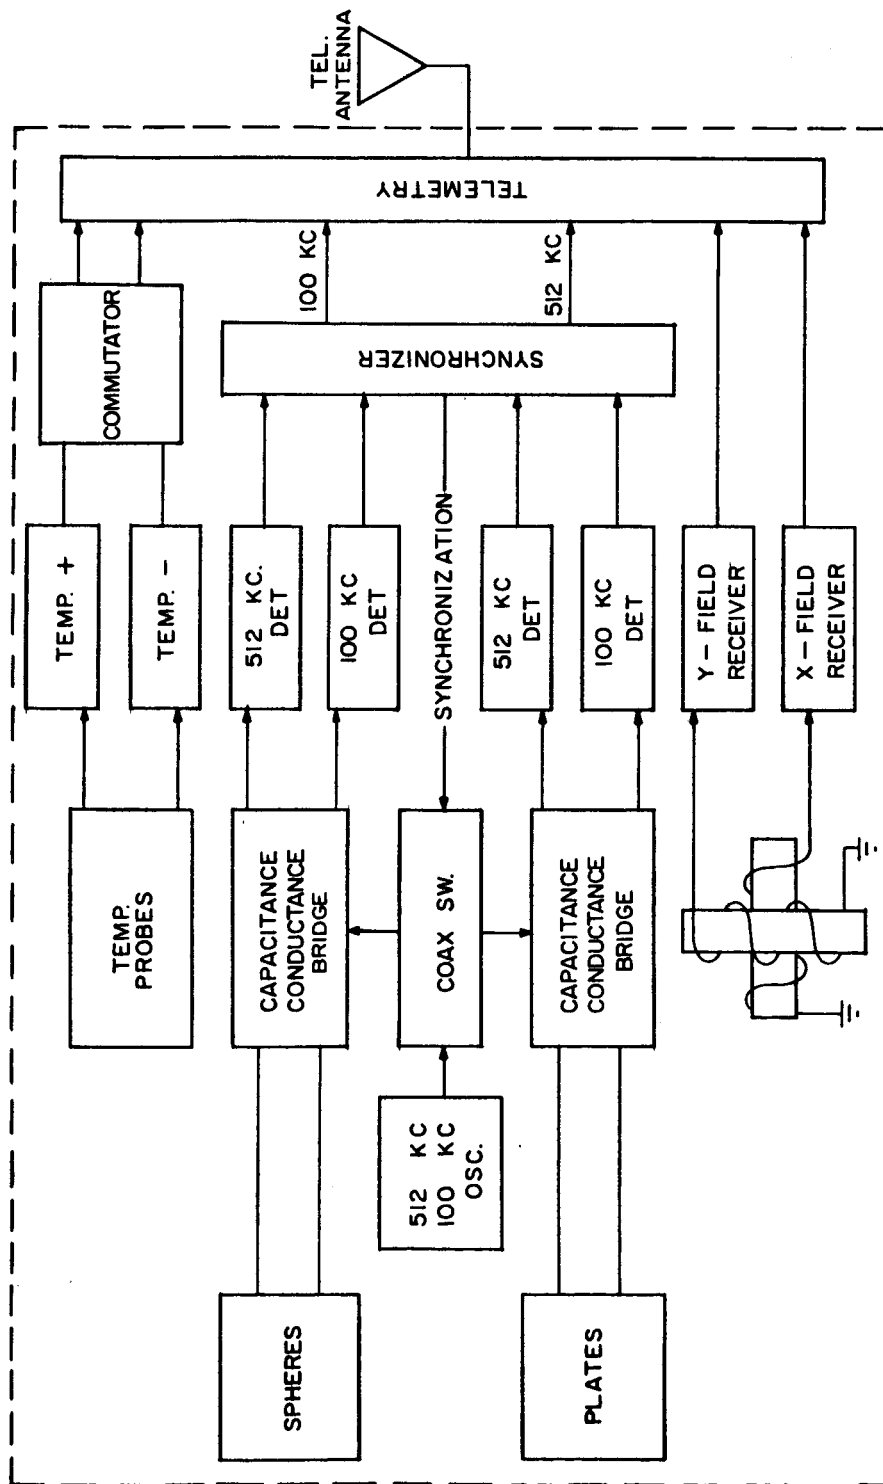 TEL.
ANTENNA
TELEMETRY
COMMUTATOR
100 KC
512 KC
SYNCHRONIZER
TEMP. +
TEMP. -
512 KC.
DET
100 KC
DET
SYNCHRONIZATION
512 KC
DET
100 KC
DET
Y - FIELD
RECEIVER
X - FIELD
RECEIVER
TEMP.
PROBES
CAPACITANCE
CONDUCTANCE
BRIDGE
COAX SW.
CAPACITANCE
CONDUCTANCE
BRIDGE
512 KC
100 KC
OSC.
SPHERES
PLATES